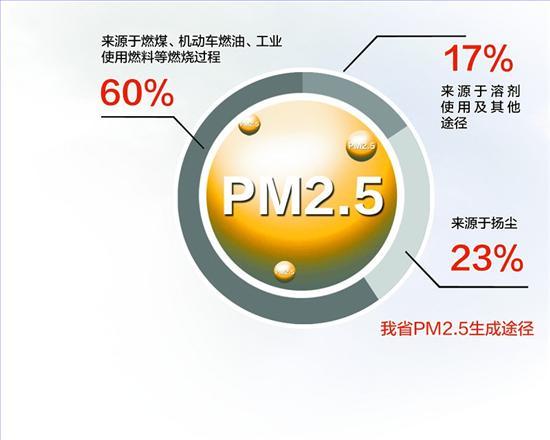 来源于燃煤、机动车燃油、工业
使用燃料等燃烧过程
60%
17%
来源于溶剂
使用及其他
途径
PM2.5
PM2.5
PM2.5
来源于扬尘
23%
PM2.5
我省PM2.5生成途径